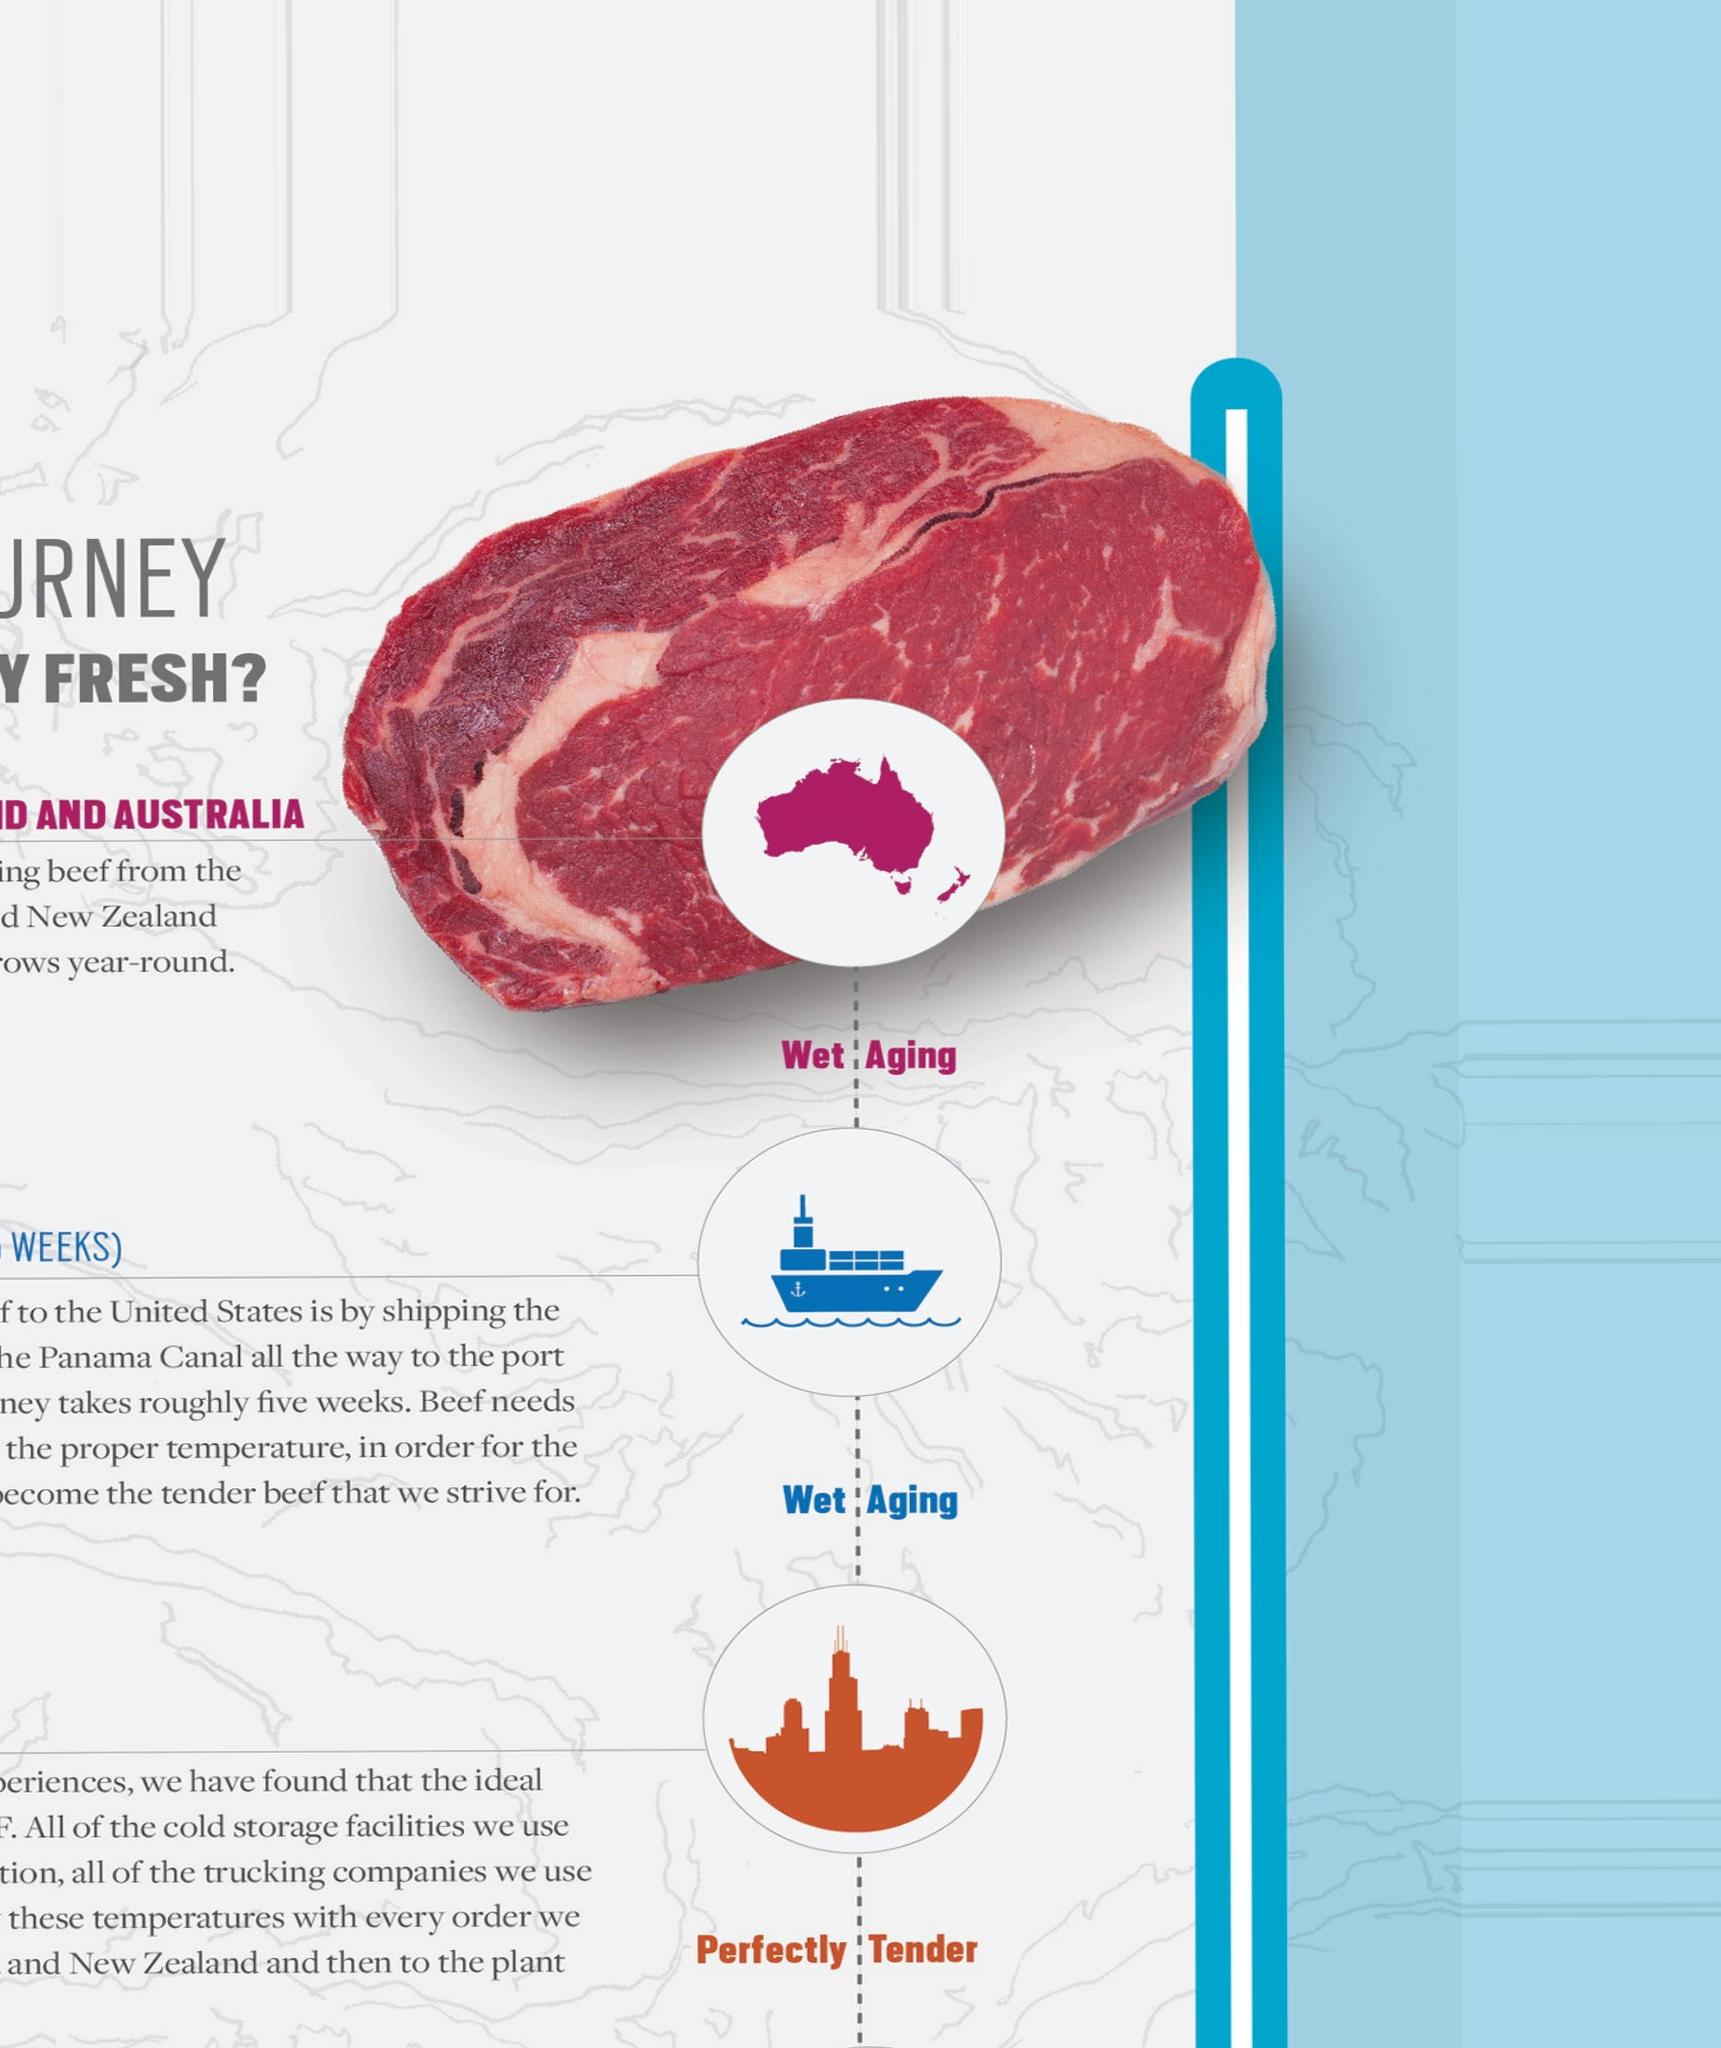 URNEY
Y FRESH?
ND AND AUSTRALIA
ing beef from the
d New Zealand
rows year-round.
Wet Aging
WEEKS)
f to the United States is by shipping the
he Panama Canal all the way to the port
ney takes roughly five weeks. Beef needs
the proper temperature, in order for the
become the tender beef that we strive for.
Wet Aging
periences, we have found that the ideal
F. All of the cold storage facilities we use
tion, all of the trucking companies we use
these temperatures with every order we
and New Zealand and then to the plant
Perfectly Tender